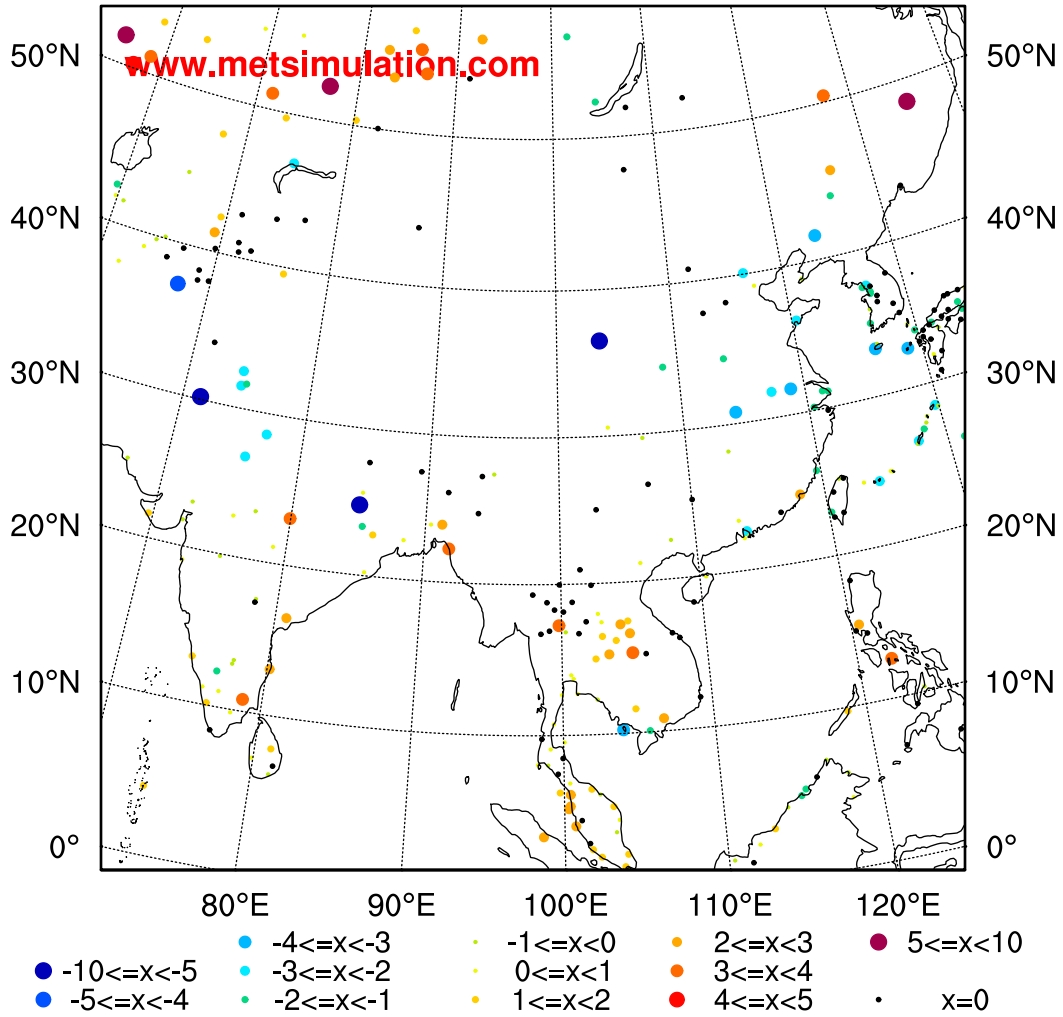 50°N 50°N
www.metsimulation.com
40°N 40°N
30°N 30°N
20°N 20°N
10°N 10°N
0° 0°
80°E 90°E 100°E 110°E 120°E
-4<=x<-3 -1<=x<0 2<=x<3 5<=x<10
-10<=x<-5 -3<=x<-2 0<=x<1 3<=x<4
-5<=x<-4 -2<=x<-1 1<=x<2 4<=x<5 x=0